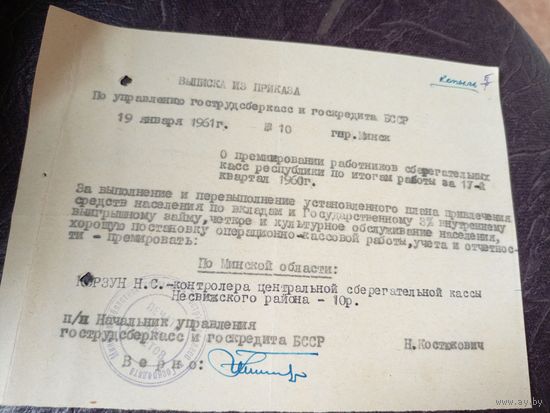 ВЫПИСКА ИЗ ПРИКАЗА
По управлению гострудсберкасс и госкредита БССР
19 января 1961г. № 10 гор.Минск
О премировании работников сберегательных
касс республики по итогам работы за 1У-й
квартал 1960г.
За выполнение и перевыполнение установленного плана привлечения
средств населения по вкладам и Государственному 3% внутреннему
выигрышному займу, четкое и культурное обслуживание населения,
хорошую постановку операционно-кассовой работы, учета и отчетнос-
ти - премировать:
По Минской области:
КОРЗУН Н.С.-контролера центральной сберегательной кассы
Несвижского района - 10р.
п/п Начальник управления
гострудсберкасс и госкредита БССР Н.Костюкович
Верно:
ay.by